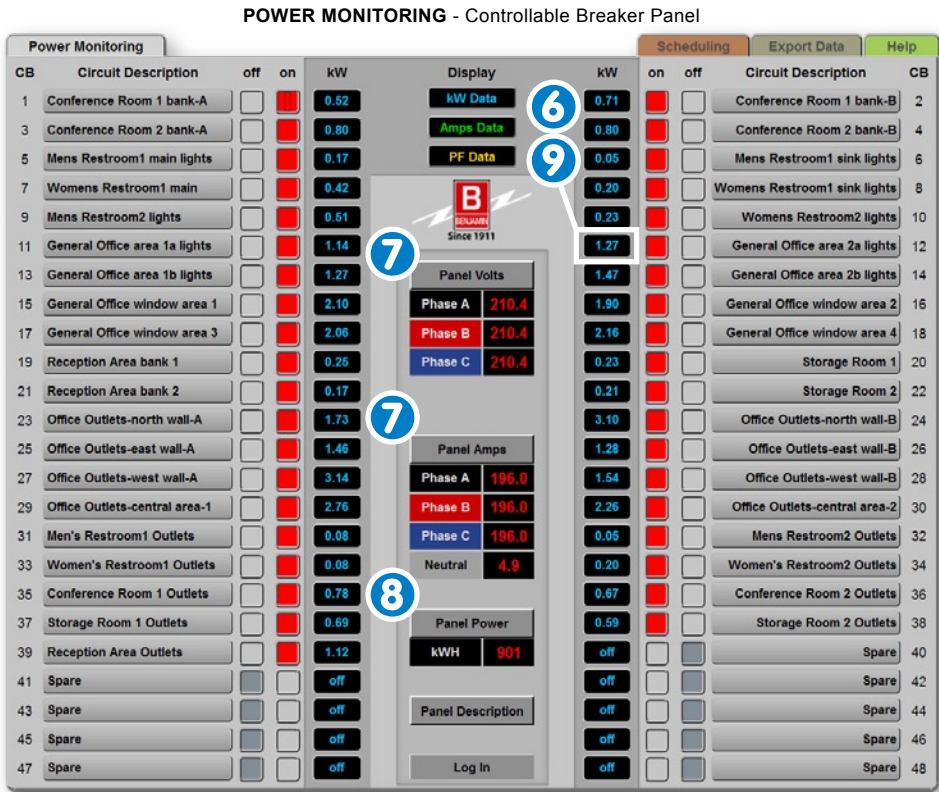 POWER MONITORING - Controllable Breaker Panel
Power Monitoring Scheduling Export Data Help
CB Circuit Description off on kW Display kW on off Circuit Description CB
1 Conference Room 1 bank-A 0.52 kW Data 6 0.71 Conference Room 1 bank-B 2
3 Conference Room 2 bank-A 0.80 Amps Data 0.80 Conference Room 2 bank-B 4
5 Mens Restroom1 main lights 0.17 PF Data 9 0.05 Mens Restroom1 sink lights 6
7 Womens Restroom1 main 0.42 B 0.20 Womens Restroom1 sink lights 8
9 Mens Restroom2 lights 0.51 BENJAMIN 0.23 Womens Restroom2 lights 10
Since 1911
11 General Office area 1a lights 1.14 7 1.27 General Office area 2a lights 12
13 General Office area 1b lights 1.27 Panel Volts 1.47 General Office area 2b lights 14
15 General Office window area 1 2.10 Phase A 210.4 1.90 General Office window area 2 16
17 General Office window area 3 2.06 Phase B 210.4 2.16 General Office window area 4 18
19 Reception Area bank 1 0.25 Phase C 210.4 0.23 Storage Room 1 20
21 Reception Area bank 2 0.17 0.21 Storage Room 2 22
23 Office Outlets-north wall-A 1.73 7 3.10 Office Outlets-north wall-B 24
25 Office Outlets-east wall-A 1.46 Panel Amps 1.28 Office Outlets-east wall-B 26
27 Office Outlets-west wall-A 3.14 Phase A 196.0 1.54 Office Outlets-west wall-B 28
29 Office Outlets-central area-1 2.76 Phase B 196.0 2.26 Office Outlets-central area-2 30
31 Men's Restroom1 Outlets 0.08 Phase C 196.0 0.05 Mens Restroom2 Outlets 32
33 Women's Restroom1 Outlets 0.08 Neutral 4.9 0.20 Women's Restroom2 Outlets 34
35 Conference Room 1 Outlets 0.78 8 0.67 Conference Room 2 Outlets 36
37 Storage Room 1 Outlets 0.69 Panel Power 0.59 Storage Room 2 Outlets 38
39 Reception Area Outlets 1.12 kWH 901 off Spare 40
41 Spare off off Spare 42
43 Spare off Panel Description off Spare 44
45 Spare off off Spare 46
47 Spare off Log In off Spare 48